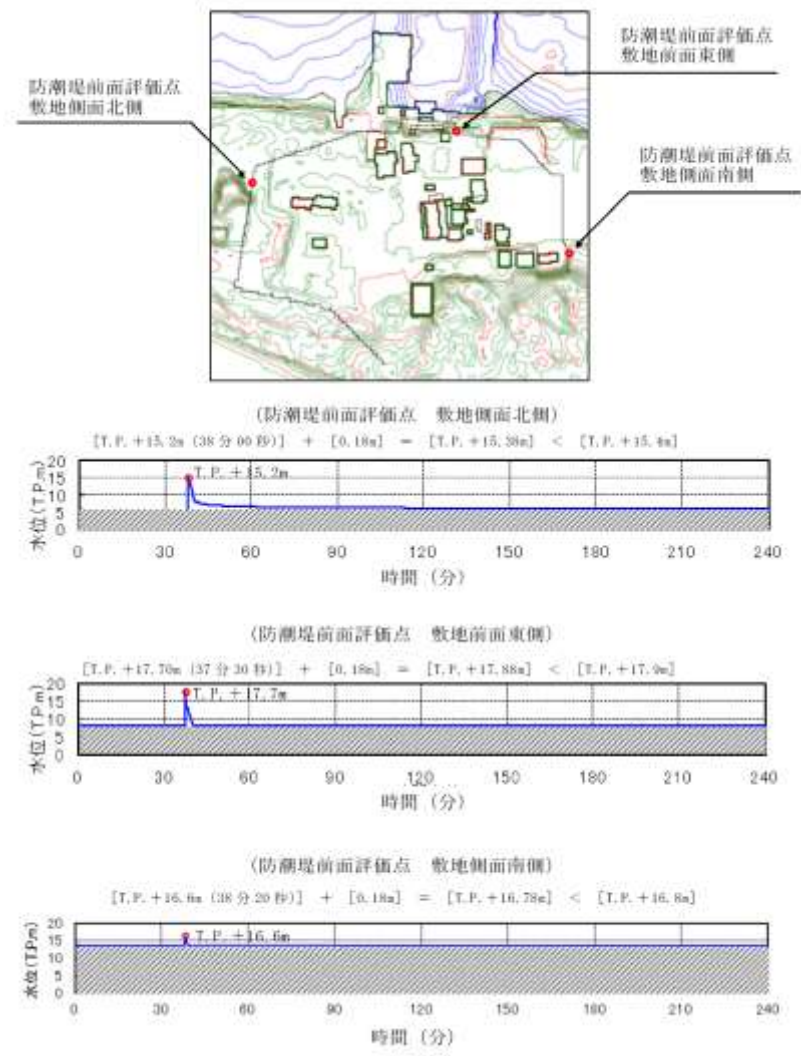 防潮堤前面評価点
敷地前面東側
防潮堤前面評価点
敷地側面北側
防潮堤前面評価点
敷地側面南側
(防潮堤前面評価点 敷地側面北側)
[T.P.+15.2m (38分00秒)] + [0.18m] = [T.P.+15.38m] < [T.P.+15.4m]
水位(T.P.m)
20
15
10
5
0
T.P.+15.2m
0 30 60 90 120 150 180 210 240
時間 (分)
(防潮堤前面評価点 敷地前面東側)
[T.P.+17.70m (37分30秒)] + [0.18m] = [T.P.+17.88m] < [T.P.+17.9m]
水位(T.P.m)
20
15
10
5
0
T.P.+17.7m
0 30 60 90 120 150 180 210 240
時間 (分)
(防潮堤前面評価点 敷地側面南側)
[T.P.+16.6m (38分20秒)] + [0.18m] = [T.P.+16.78m] < [T.P.+16.8m]
水位(T.P.m)
20
15
10
5
0
T.P.+16.6m
0 30 60 90 120 150 180 210 240
時間 (分)